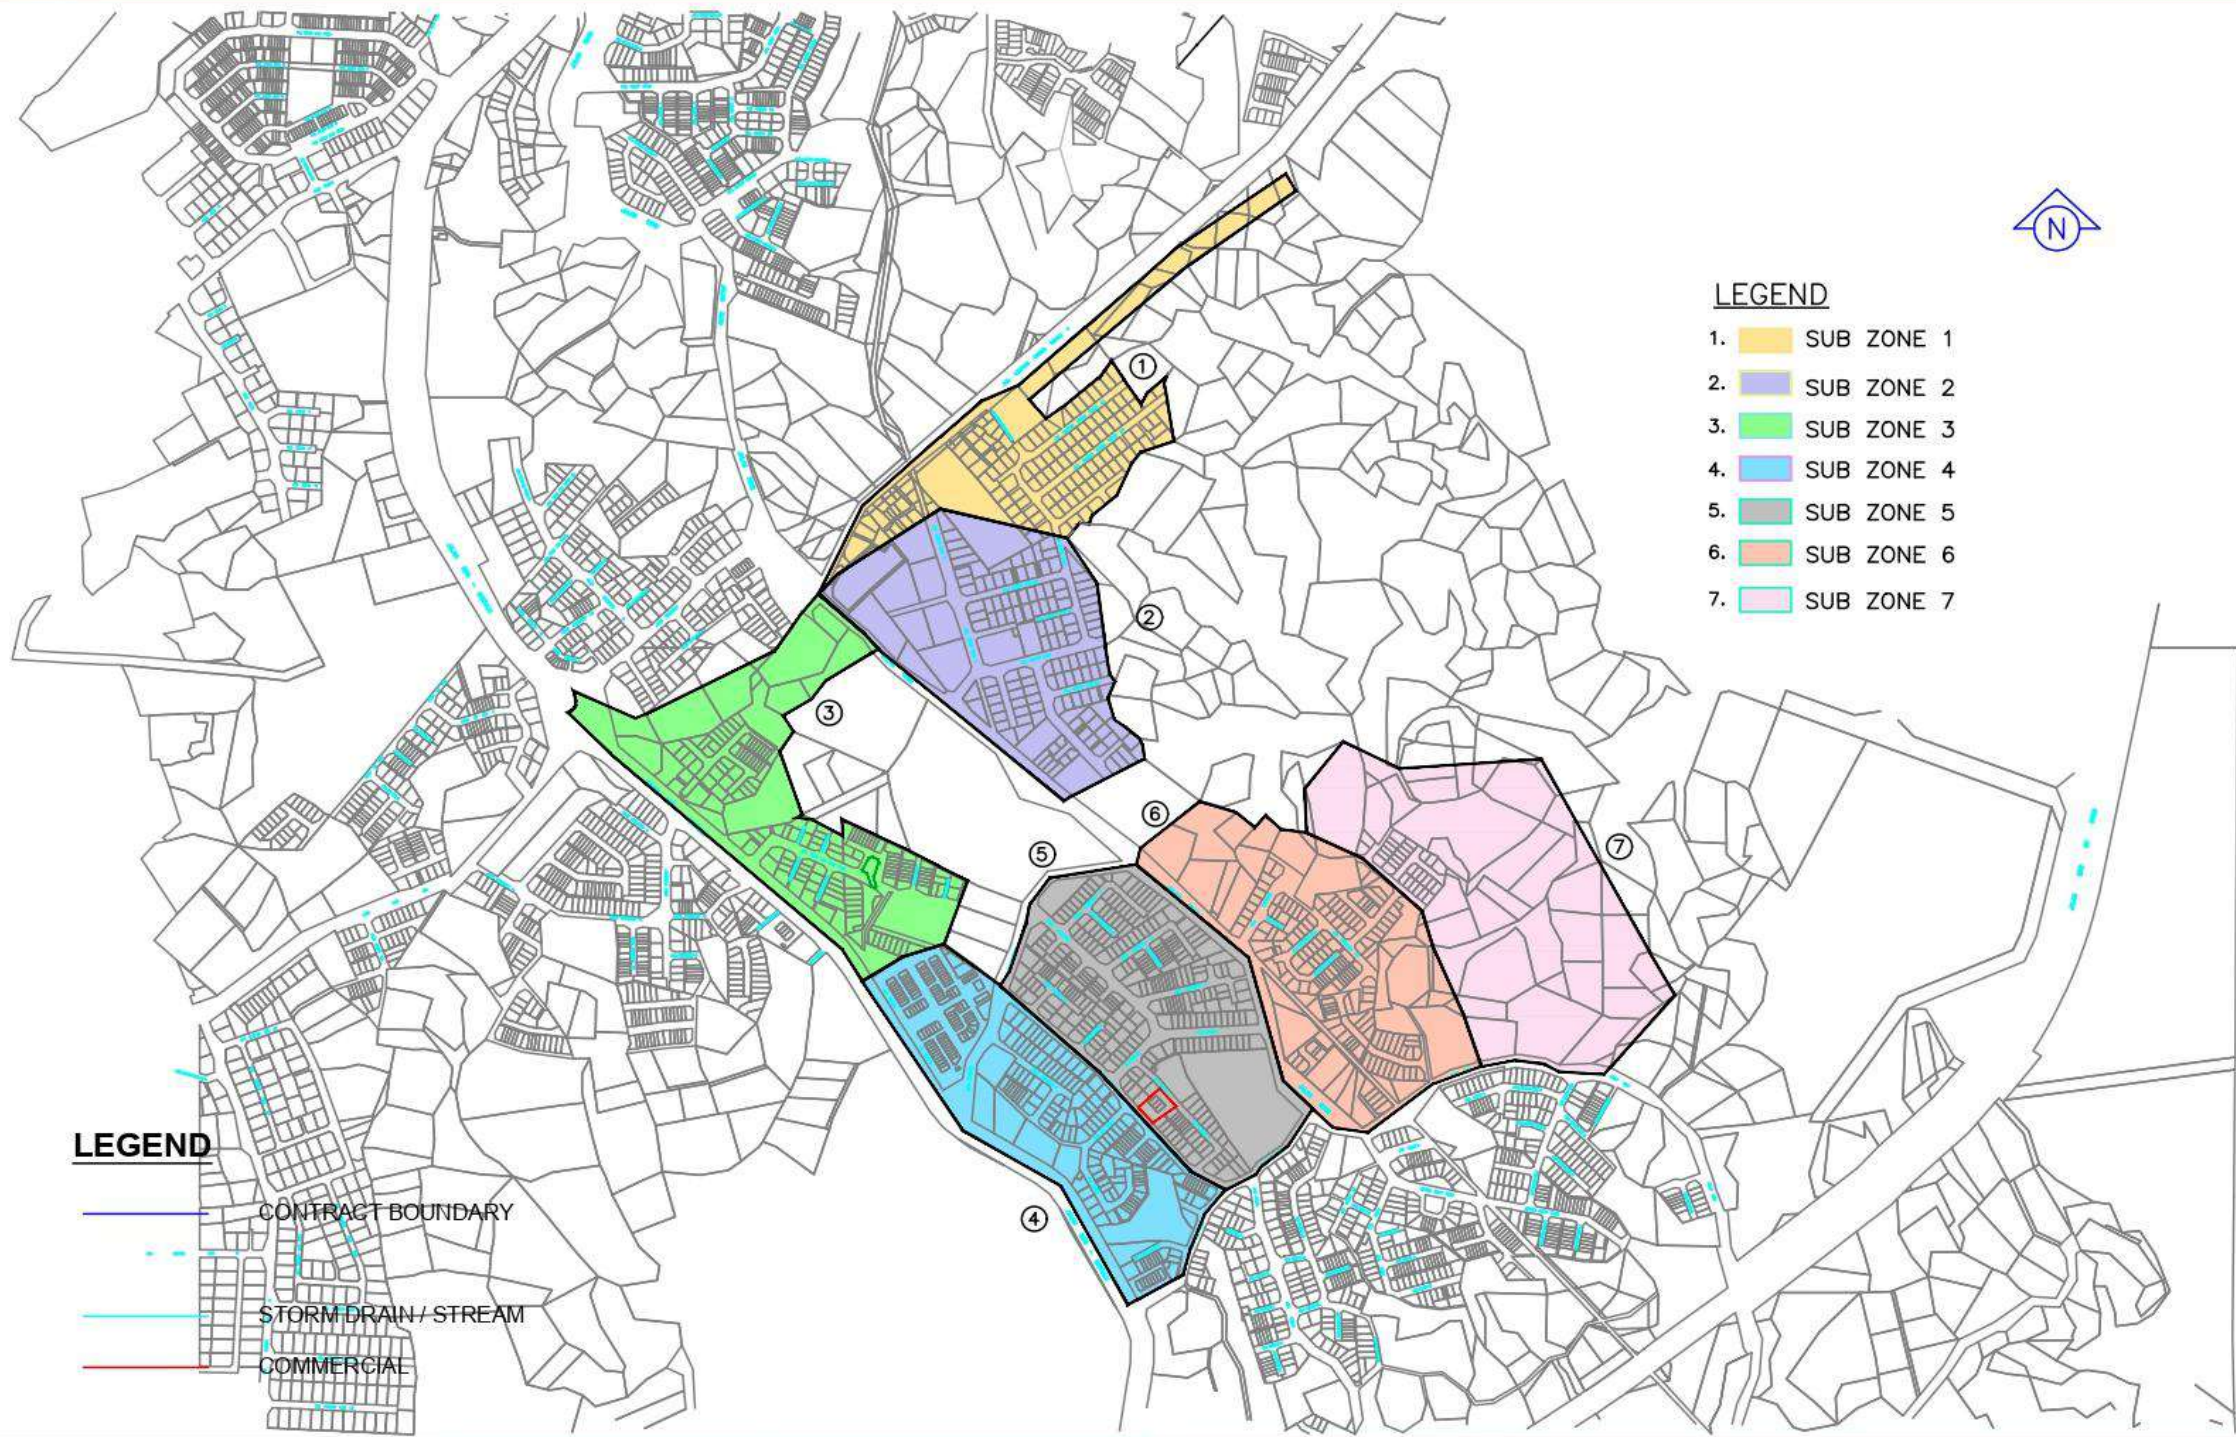 N
LEGEND
1. SUB ZONE 1
2. SUB ZONE 2
3. SUB ZONE 3
4. SUB ZONE 4
5. SUB ZONE 5
6. SUB ZONE 6
7. SUB ZONE 7
1
2
3
6
7
5
4
LEGEND
CONTRACT BOUNDARY
STORM DRAIN / STREAM
COMMERCIAL